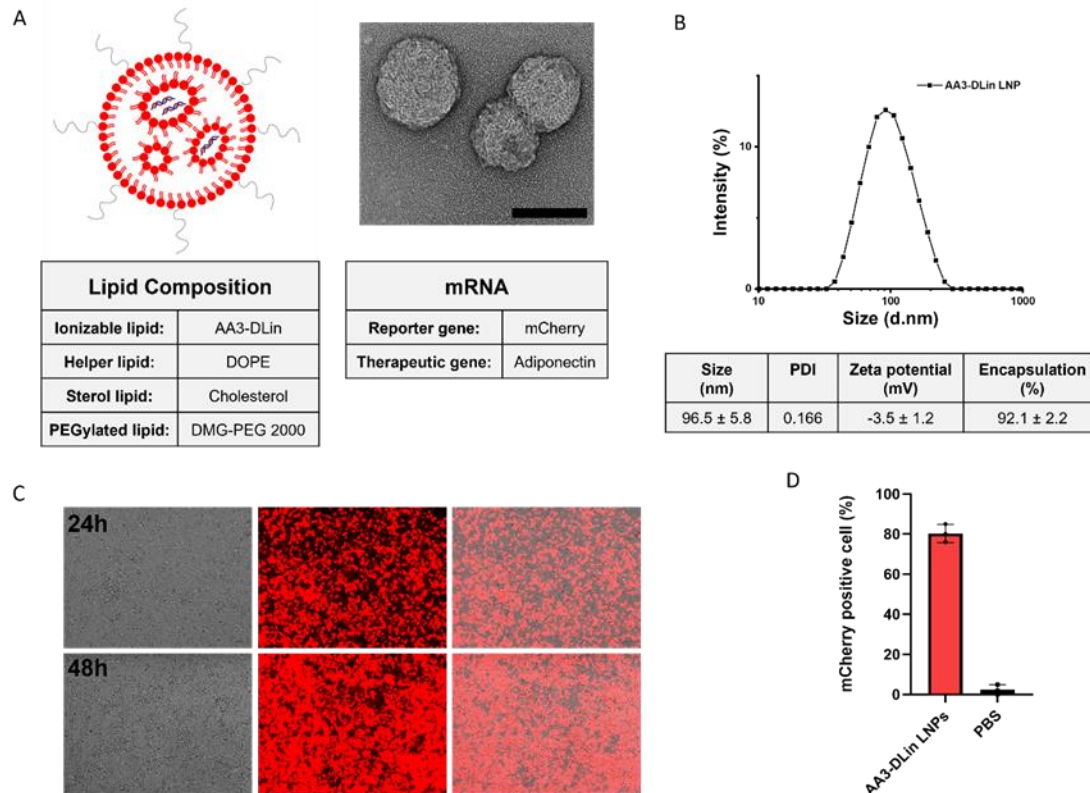 A
Lipid Composition
Ionizable lipid: AA3-DLin
Helper lipid: DOPE
Sterol lipid: Cholesterol
PEGylated lipid: DMG-PEG 2000
mRNA
Reporter gene: mCherry
Therapeutic gene: Adiponectin
B
AA3-DLin LNP
Intensity (%)
10
0
10 100 1000
Size (d.nm)
Size (nm) PDI Zeta potential (mV) Encapsulation (%)
96.5 ± 5.8 0.166 -3.5 ± 1.2 92.1 ± 2.2
C
24h
48h
D
mCherry positive cell (%)
100
80
60
40
20
0
AA3-DLin LNPs
PBS